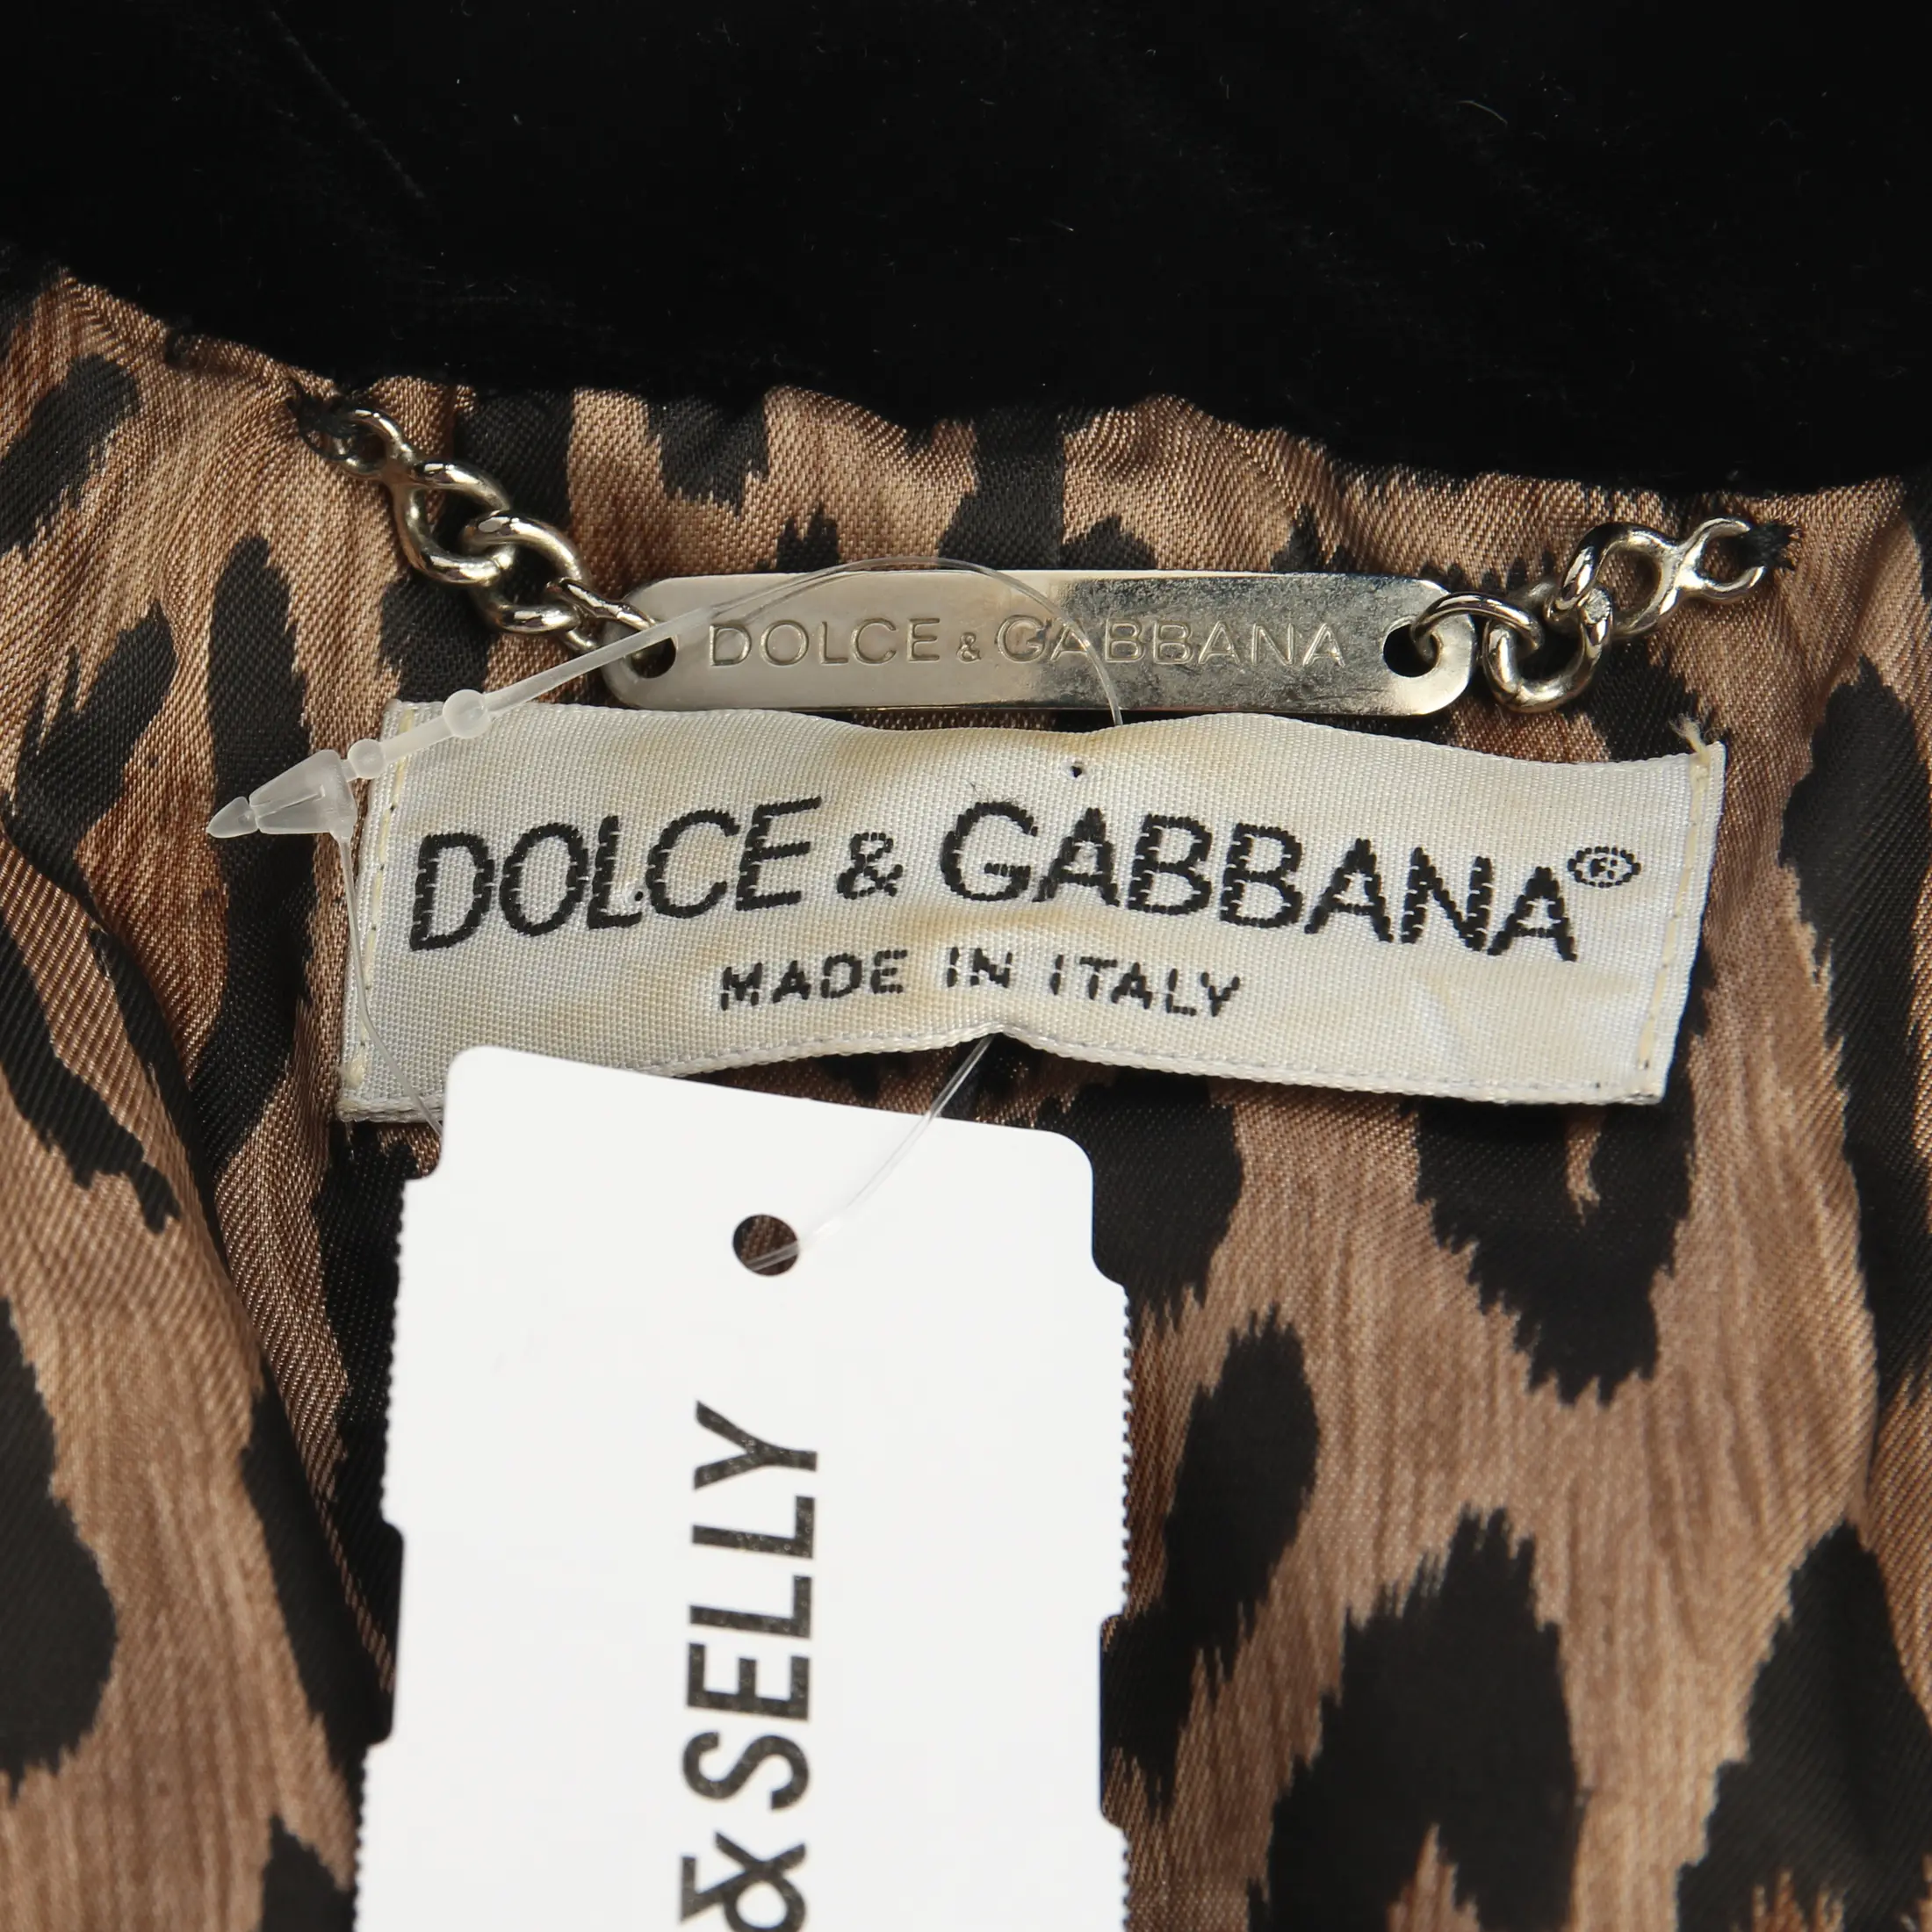 DOLCE & GABBANA
DOLCE & GABBANA®
MADE IN ITALY
& SELLY